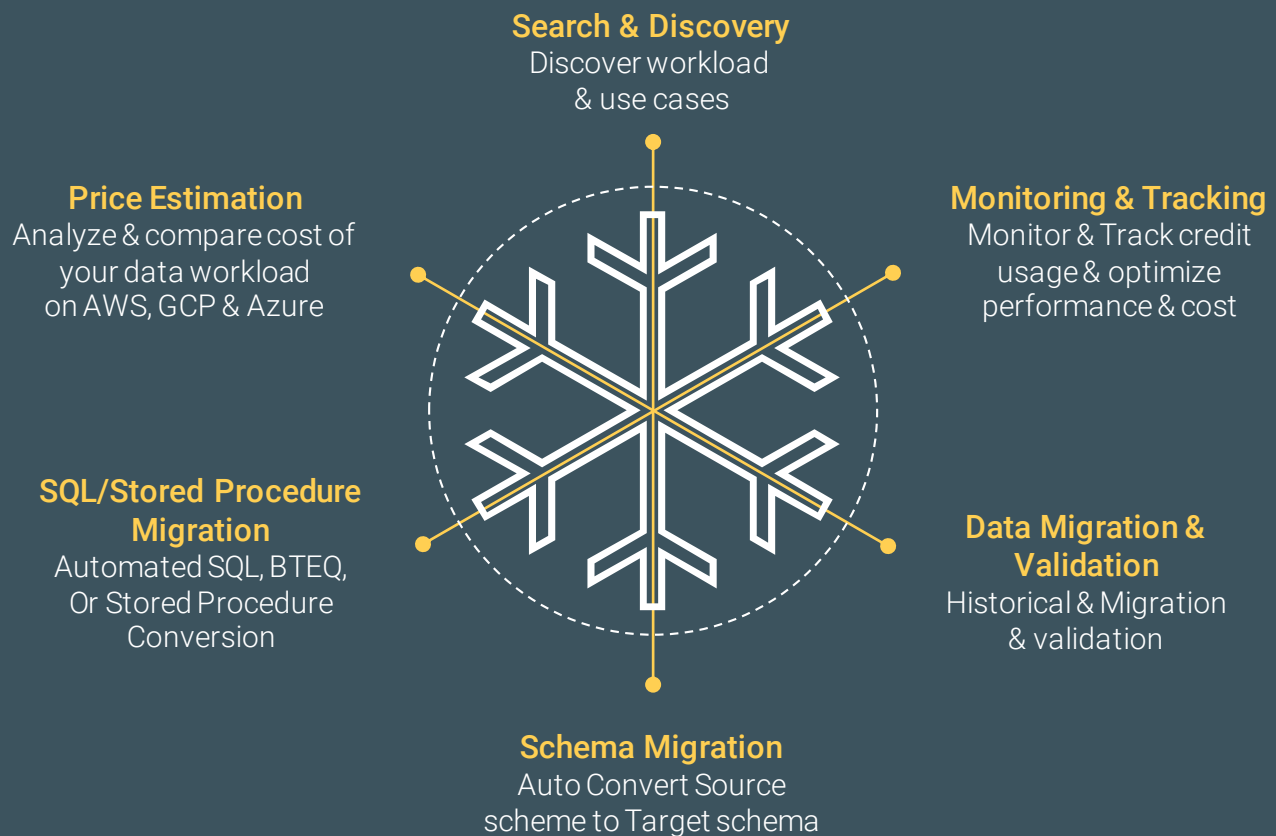 Search & Discovery
Discover workload
& use cases
Price Estimation
Analyze & compare cost of
your data workload
on AWS, GCP & Azure
Monitoring & Tracking
Monitor & Track credit
usage & optimize
performance & cost
SQL/Stored Procedure
Migration
Automated SQL, BTEQ,
Or Stored Procedure
Conversion
Data Migration &
Validation
Historical & Migration
& validation
Schema Migration
Auto Convert Source
scheme to Target schema